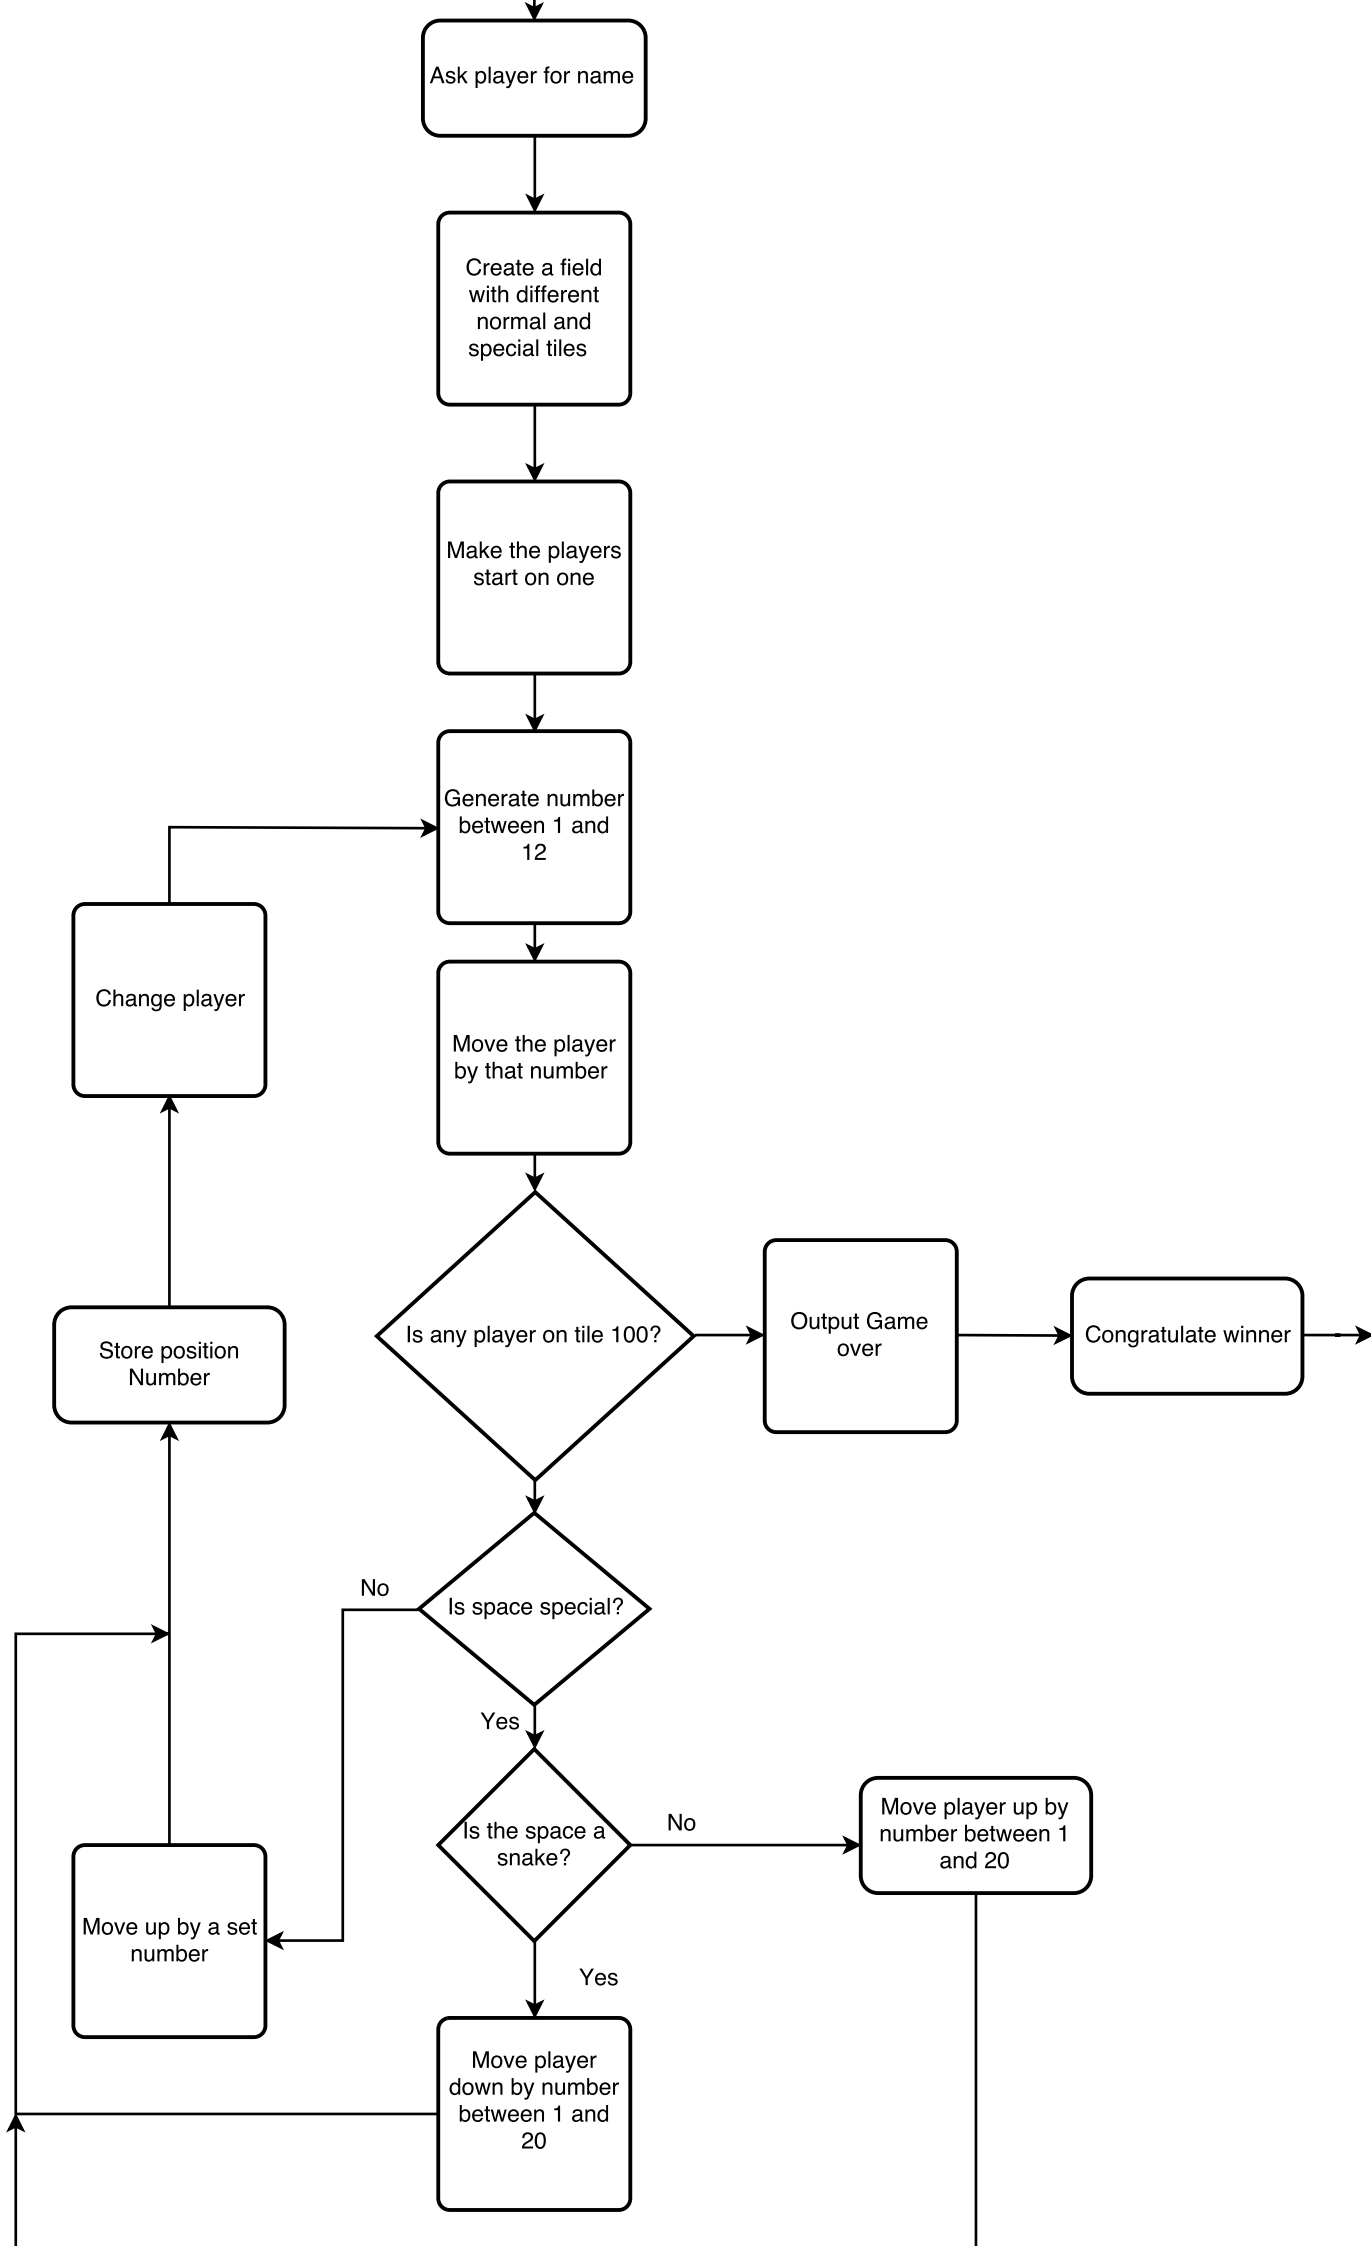 Ask player for name
Create a field
with different
normal and
special tiles
Make the players
start on one
Generate number
between 1 and
12
Change player
Move the player
by that number
Is any player on tile 100?
Output Game
over
Congratulate winner
Store position
Number
Is space special?
No
Yes
Is the space a
snake?
No
Move player up by
number between 1
and 20
Move up by a set
number
Yes
Move player
down by number
between 1 and
20